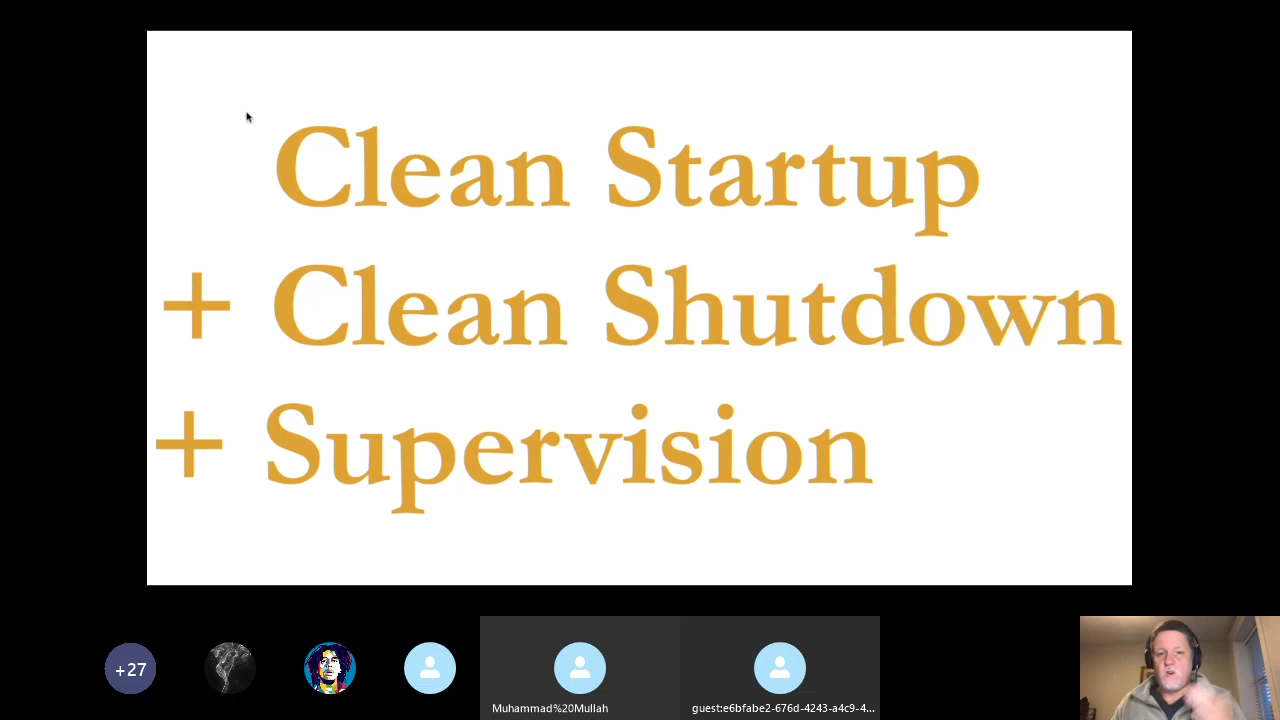 Clean Startup
+ Clean Shutdown
+ Supervision
+27
Muhammad%20Mullah
guest:e6bfabe2-676d-4243-a4c9-4...